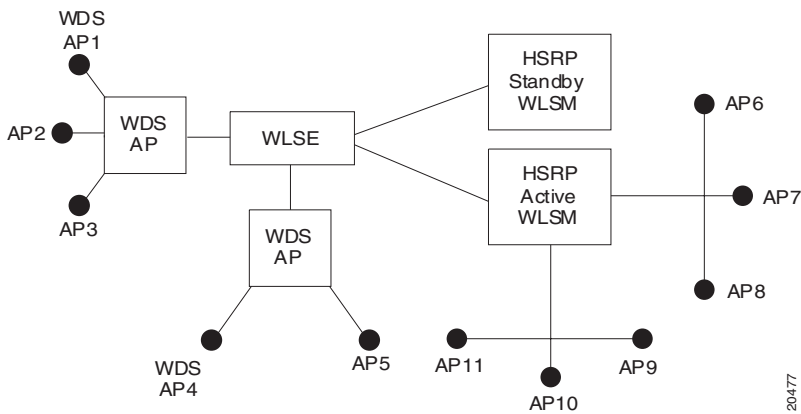 WDS
AP1
AP2
AP3
WDS
AP
WLSE
WDS
AP
WDS
AP4
AP5
HSRP
Standby
WLSM
HSRP
Active
WLSM
AP6
AP7
AP8
AP11
AP10
AP9
20477